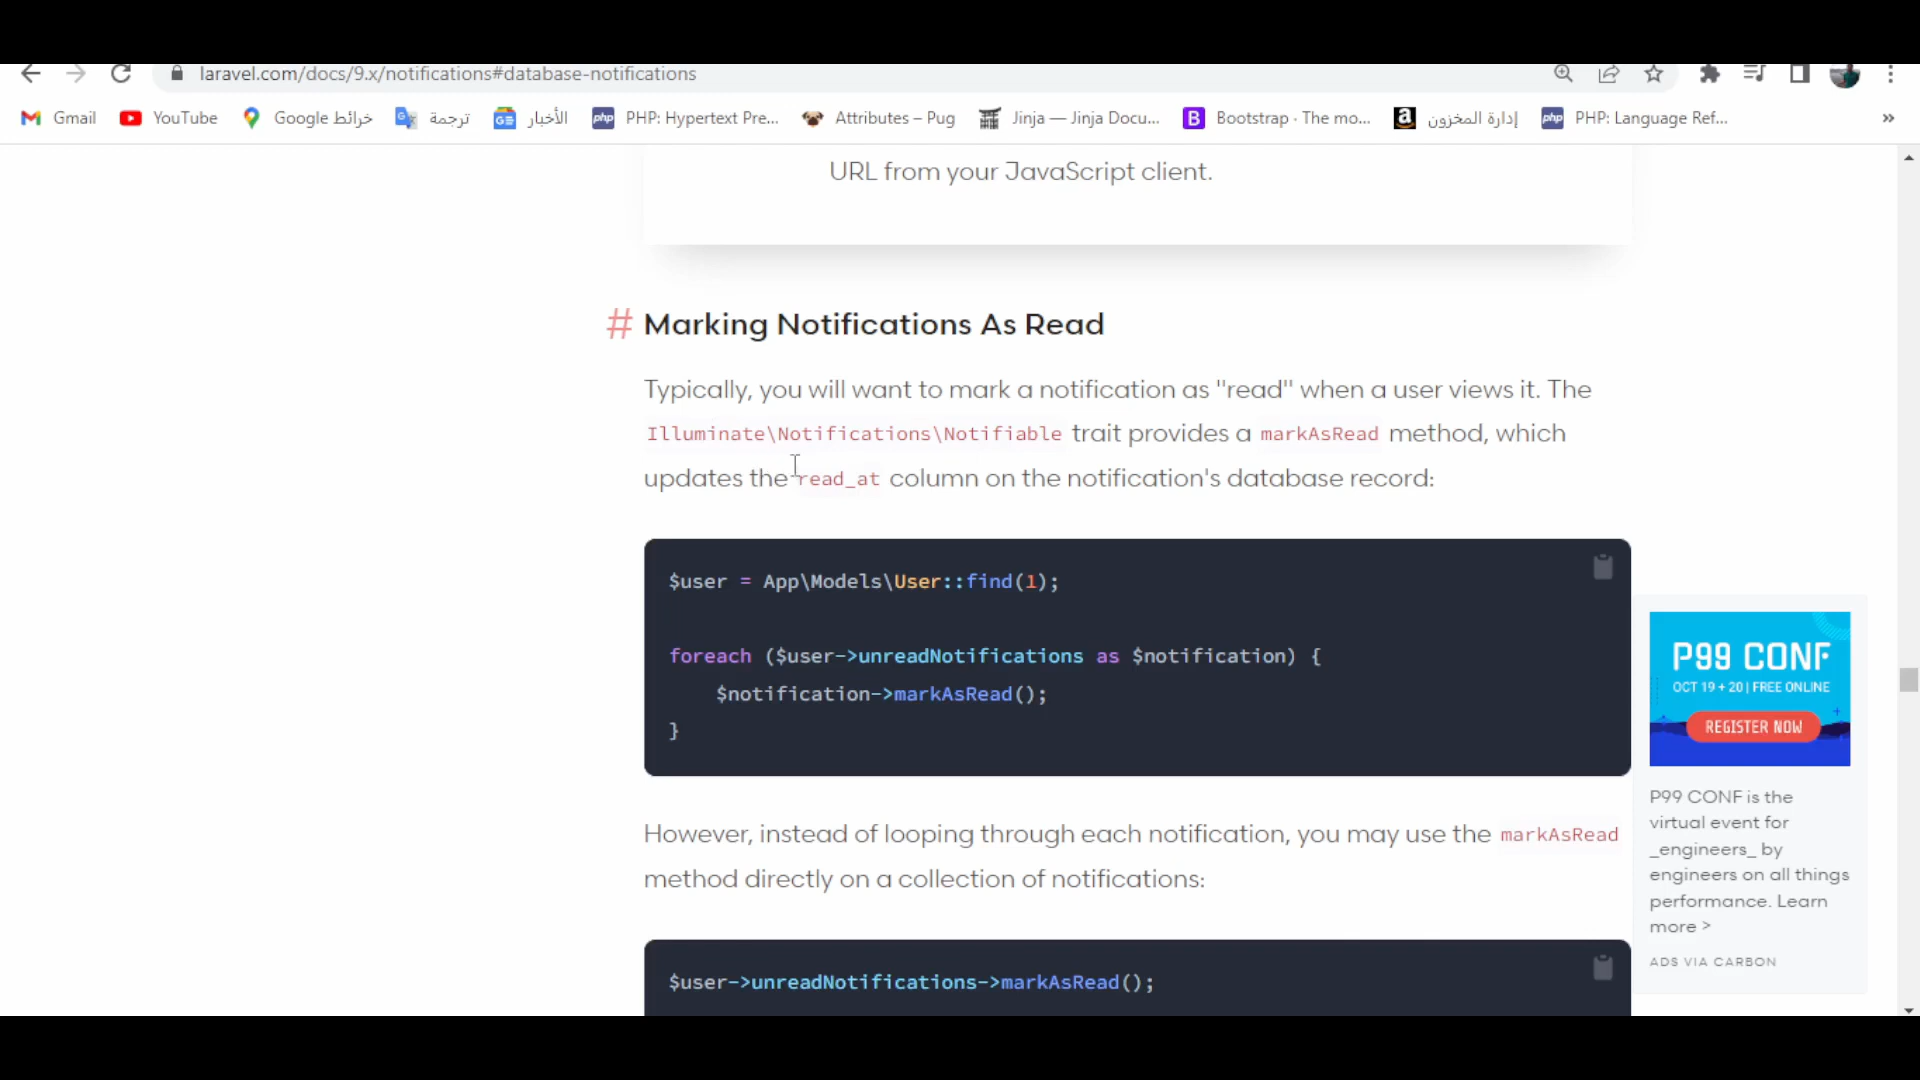 laravel.com/docs/9.x/notifications#database-notifications
Gmail YouTube خرائط Google ترجمة الأخبار PHP: Hypertext Pre... Attributes – Pug Jinja — Jinja Docu... Bootstrap · The mo... إدارة المخزون PHP: Language Ref... »
URL from your JavaScript client.
# Marking Notifications As Read
Typically, you will want to mark a notification as "read" when a user views it. The
Illuminate\Notifications\Notifiable trait provides a markAsRead method, which
updates the read_at column on the notification's database record:
$user = App\Models\User::find(1);
foreach ($user->unreadNotifications as $notification) {
$notification->markAsRead();
}
However, instead of looping through each notification, you may use the markAsRead
method directly on a collection of notifications:
$user->unreadNotifications->markAsRead();
P99 CONF
OCT 19 + 20 | FREE ONLINE
REGISTER NOW
P99 CONF is the
virtual event for
_engineers_ by
engineers on all things
performance. Learn
more >
ADS VIA CARBON